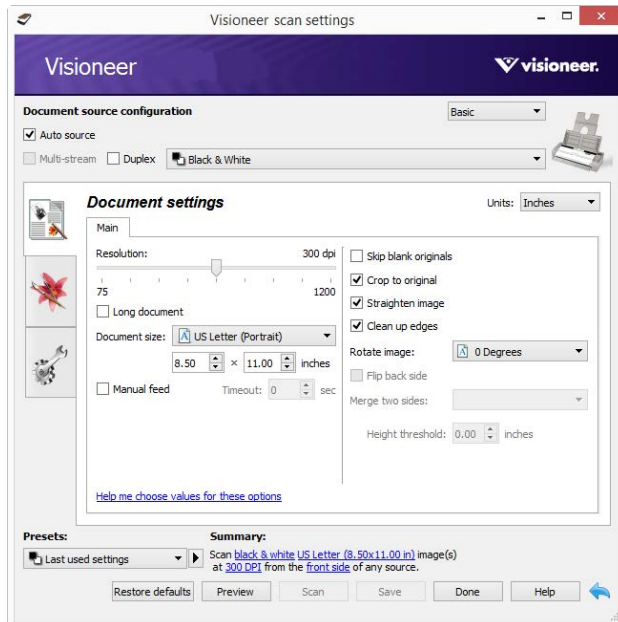 Visioneer scan settings
Visioneer
visioneer.
Document source configuration
Basic
Auto source
Multi-stream Duplex Black & White
Document settings
Units: Inches
Main
Resolution: 300 dpi
75 1200
Long document
Document size: US Letter (Portrait)
8.50 × 11.00 inches
Manual feed Timeout: 0 sec
Skip blank originals
Crop to original
Straighten image
Clean up edges
Rotate image: 0 Degrees
Flip back side
Merge two sides:
Height threshold: 0.00 inches
Help me choose values for these options
Presets:
Last used settings
Summary:
Scan black & white US Letter (8.50x11.00 in) image(s)
at 300 DPI from the front side of any source.
Restore defaults Preview Scan Save Done Help